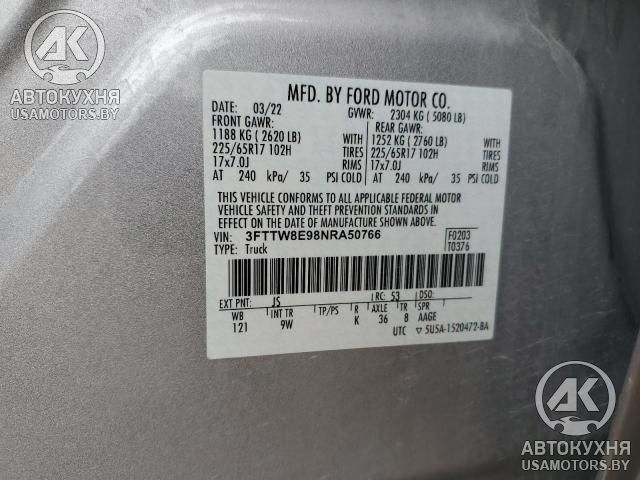 AK
АВТОКУХНЯ
USAMOTORS.BY
MFD. BY FORD MOTOR CO.
DATE: 03/22 GVWR: 2304 KG ( 5080 LB)
FRONT GAWR: REAR GAWR:
1188 KG ( 2620 LB) WITH 1252 KG ( 2760 LB) WITH
225/65R17 102H TIRES 225/65R17 102H TIRES
17x7.0J RIMS 17x7.0J RIMS
AT 240 kPa/ 35 PSI COLD AT 240 kPa/ 35 PSI COLD
THIS VEHICLE CONFORMS TO ALL APPLICABLE FEDERAL MOTOR
VEHICLE SAFETY AND THEFT PREVENTION STANDARDS IN
EFFECT ON THE DATE OF MANUFACTURE SHOWN ABOVE.
VIN: 3FTTW8E98NRA50766 F0203
TYPE: Truck T0376
EXT PNT: JS RC: 53 DSO:
WB INT TR TP/PS R AXLE TR SPR
121 9W K 36 8 AAGE
UTC ▽ 5U5A-1520472-BA
AK
АВТОКУХНЯ
USAMOTORS.BY